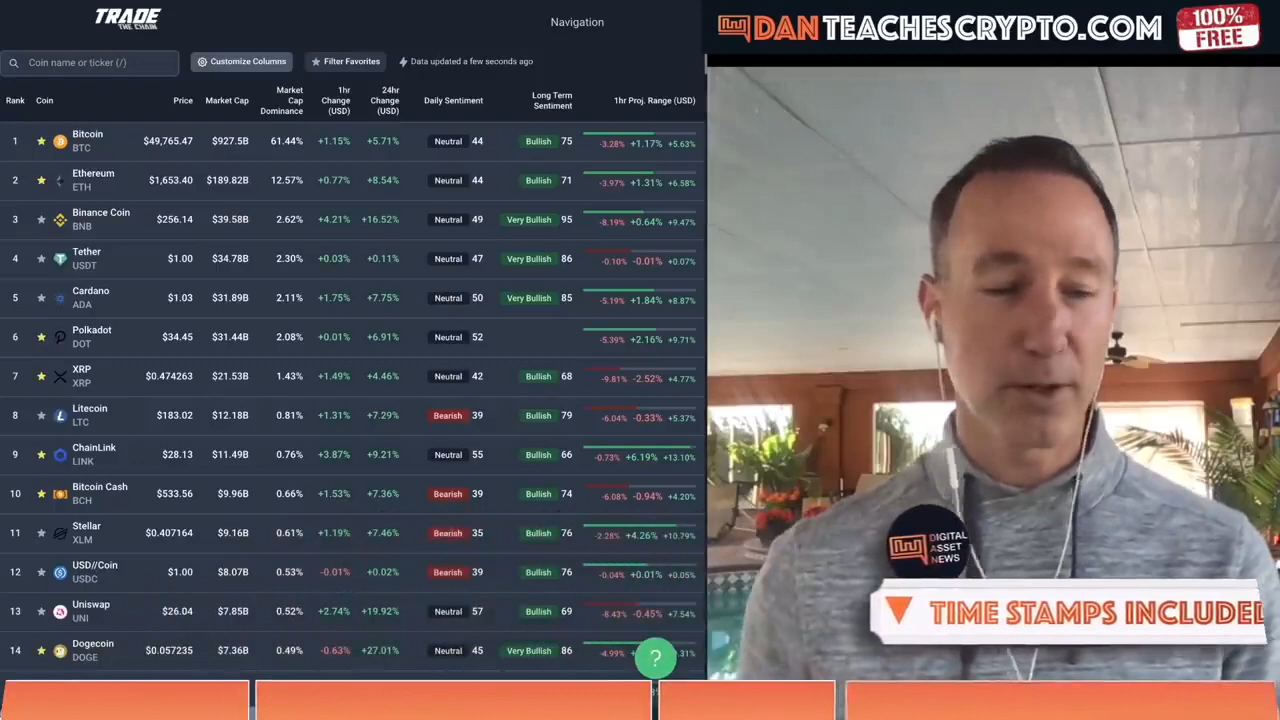 TRADE
THE CHAIN
Navigation
DANTEACHESCRYPTO.COM
100%
FREE
Coin name or ticker (/)
Customize Columns
Filter Favorites
Data updated a few seconds ago
Rank Coin Price Market Cap Market Cap Dominance 1hr Change (USD) 24hr Change (USD) Daily Sentiment Long Term Sentiment 1hr Proj. Range (USD)
1 Bitcoin BTC $49,765.47 $927.5B 61.44% +1.15% +5.71% Neutral 44 Bullish 75 -3.28% +1.17% +5.63%
2 Ethereum ETH $1,653.40 $189.82B 12.57% +0.77% +8.54% Neutral 44 Bullish 71 -3.97% +1.31% +6.58%
3 Binance Coin BNB $256.14 $39.58B 2.62% +4.21% +16.52% Neutral 49 Very Bullish 95 -8.19% +0.64% +9.47%
4 Tether USDT $1.00 $34.78B 2.30% +0.03% +0.11% Neutral 47 Very Bullish 86 -0.10% -0.01% +0.07%
5 Cardano ADA $1.03 $31.89B 2.11% +1.75% +7.75% Neutral 50 Very Bullish 85 -5.19% +1.84% +8.87%
6 Polkadot DOT $34.45 $31.44B 2.08% +0.01% +6.91% Neutral 52 -5.39% +2.16% +9.71%
7 XRP XRP $0.474263 $21.53B 1.43% +1.49% +4.46% Neutral 42 Bullish 68 -9.81% -2.52% +4.77%
8 Litecoin LTC $183.02 $12.18B 0.81% +1.31% +7.29% Bearish 39 Bullish 79 -6.04% -0.33% +5.37%
9 ChainLink LINK $28.13 $11.49B 0.76% +3.87% +9.21% Neutral 55 Bullish 66 -0.73% +6.19% +13.10%
10 Bitcoin Cash BCH $533.56 $9.96B 0.66% +1.53% +7.36% Bearish 39 Bullish 74 -6.08% -0.94% +4.20%
11 Stellar XLM $0.407164 $9.16B 0.61% +1.19% +7.46% Bearish 35 Bullish 76 -2.28% +4.26% +10.79%
12 USD//Coin USDC $1.00 $8.07B 0.53% -0.01% +0.02% Bearish 39 Bullish 76 -0.04% +0.01% +0.05%
13 Uniswap UNI $26.04 $7.85B 0.52% +2.74% +19.92% Neutral 57 Bullish 69 -8.43% -0.45% +7.54%
14 Dogecoin DOGE $0.057235 $7.36B 0.49% -0.63% +27.01% Neutral 45 Very Bullish 86 -4.99%
?
DIGITAL
ASSET
NEWS
TIME STAMPS INCLUDED